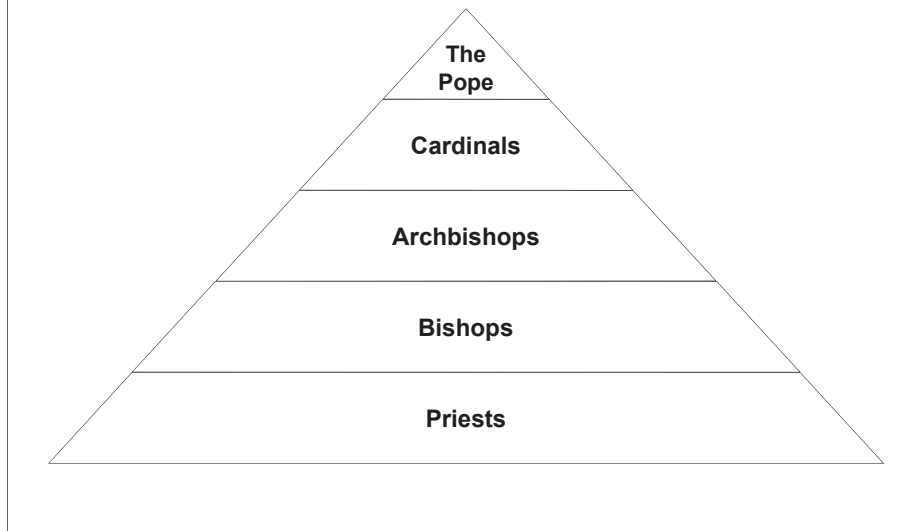 The
Pope
Cardinals
Archbishops
Bishops
Priests